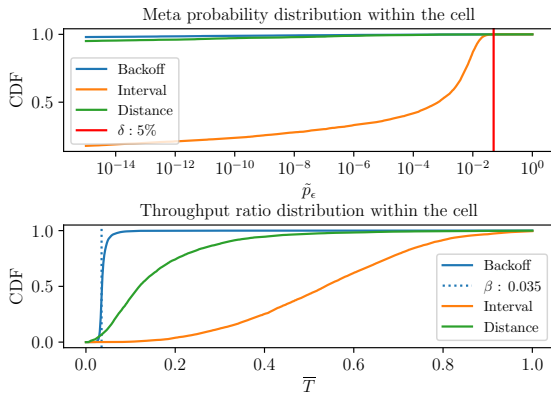 Meta probability distribution within the cell
CDF
1.0
0.5
Backoff
Interval
Distance
δ : 5%
10⁻¹⁴ 10⁻¹² 10⁻¹⁰ 10⁻⁸ 10⁻⁶ 10⁻⁴ 10⁻² 10⁰
p̃ϵ
Throughput ratio distribution within the cell
CDF
1.0
0.5
0.0
Backoff
β : 0.035
Interval
Distance
0.0 0.2 0.4 0.6 0.8 1.0
T̅